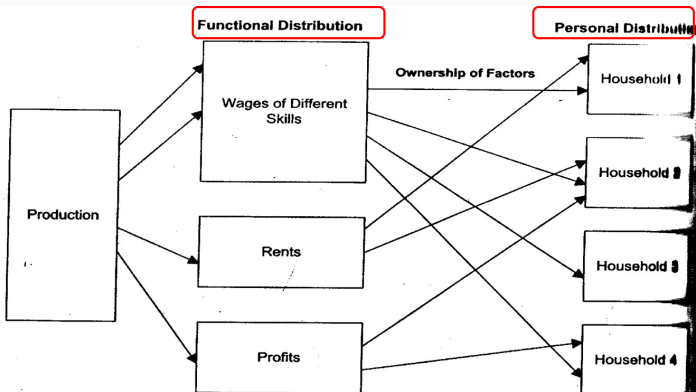 Functional Distribution
Personal
Ownership of Factors
Production
Wages of Different
Skills
Rents
Profits
Household 1
Household 2
Household 3
Household 4